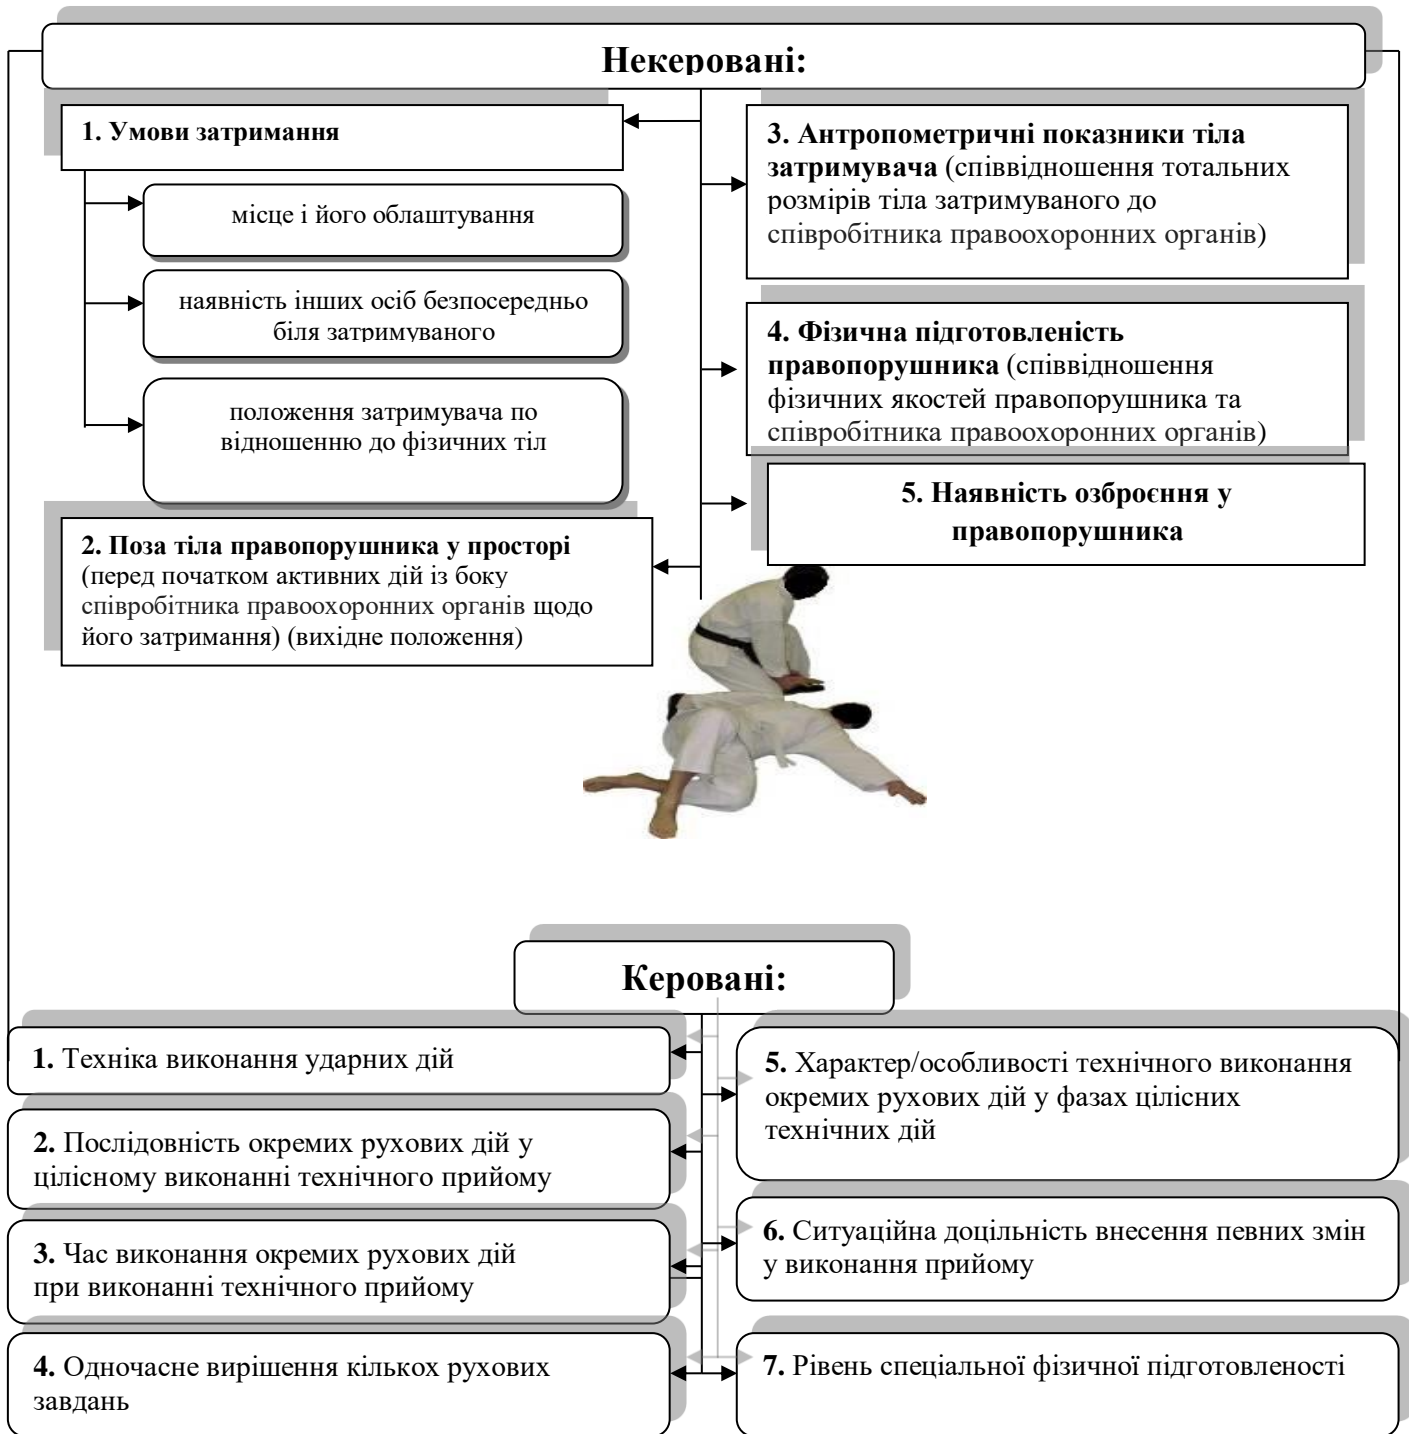 Некеровані:
1. Умови затримання
місце і його облаштування
наявність інших осіб безпосередньо
біля затримуваного
положення затримувача по
відношенню до фізичних тіл
2. Поза тіла правопорушника у просторі
(перед початком активних дій із боку
співробітника правоохоронних органів щодо
його затримання) (вихідне положення)
3. Антропометричні показники тіла
затримувача (співвідношення тотальних
розмірів тіла затримуваного до
співробітника правоохоронних органів)
4. Фізична підготовленість
правопорушника (співвідношення
фізичних якостей правопорушника та
співробітника правоохоронних органів)
5. Наявність озброєння у
правопорушника
Керовані:
1. Техніка виконання ударних дій
2. Послідовність окремих рухових дій у
цілісному виконанні технічного прийому
3. Час виконання окремих рухових дій
при виконанні технічного прийому
4. Одночасне вирішення кількох рухових
завдань
5. Характер/особливості технічного виконання
окремих рухових дій у фазах цілісних
технічних дій
6. Ситуаційна доцільність внесення певних змін
у виконання прийому
7. Рівень спеціальної фізичної підготовленості